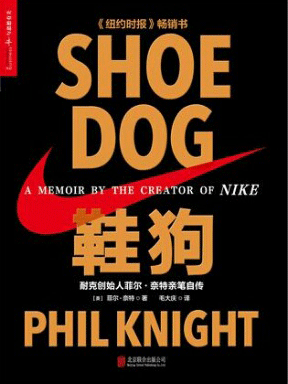 《纽约时报》畅销书
SHOE
DOG
A MEMOIR BY THE CREATOR OF NIKE
鞋狗
耐克创始人菲尔·奈特亲笔自传
[美] 菲尔·奈特 著 毛大庆 译
PHIL KNIGHT
北京联合出版公司